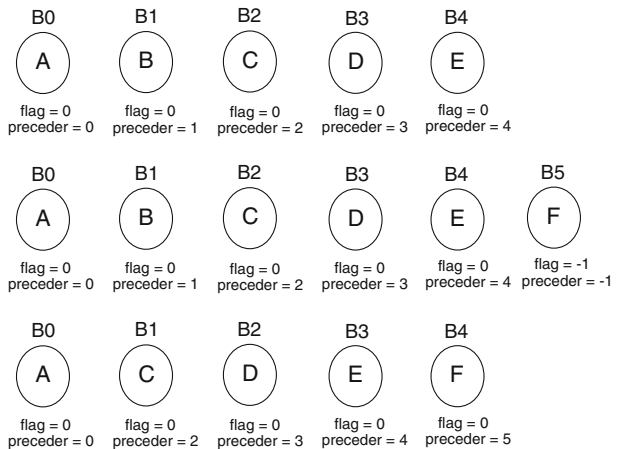 B0 B1 B2 B3 B4
A B C D E
flag = 0 flag = 0 flag = 0 flag = 0 flag = 0
preceder = 0 preceder = 1 preceder = 2 preceder = 3 preceder = 4
B0 B1 B2 B3 B4 B5
A B C D E F
flag = 0 flag = 0 flag = 0 flag = 0 flag = 0 flag = -1
preceder = 0 preceder = 1 preceder = 2 preceder = 3 preceder = 4 preceder = -1
B0 B1 B2 B3 B4
A C D E F
flag = 0 flag = 0 flag = 0 flag = 0 flag = 0
preceder = 0 preceder = 2 preceder = 3 preceder = 4 preceder = 5